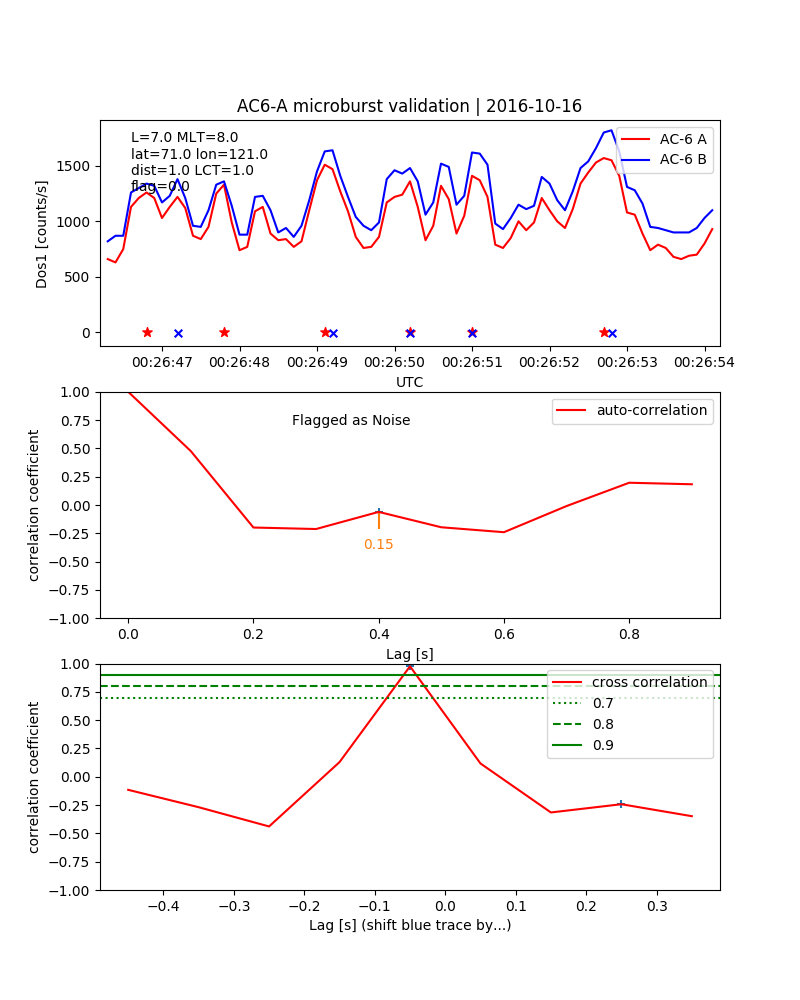 AC6-A microburst validation | 2016-10-16
L=7.0 MLT=8.0
lat=71.0 lon=121.0
dist=1.0 LCT=1.0
flag=0.0
AC-6 A
AC-6 B
Dos1 [counts/s]
1500
1000
500
0
00:26:47 00:26:48 00:26:49 00:26:50 00:26:51 00:26:52 00:26:53 00:26:54
UTC
Flagged as Noise
auto-correlation
correlation coefficient
1.00
0.75
0.50
0.25
0.00
−0.25
−0.50
−0.75
−1.00
0.15
0.0 0.2 0.4 0.6 0.8
Lag [s]
cross correlation
0.7
0.8
0.9
correlation coefficient
1.00
0.75
0.50
0.25
0.00
−0.25
−0.50
−0.75
−1.00
−0.4 −0.3 −0.2 −0.1 0.0 0.1 0.2 0.3
Lag [s] (shift blue trace by...)